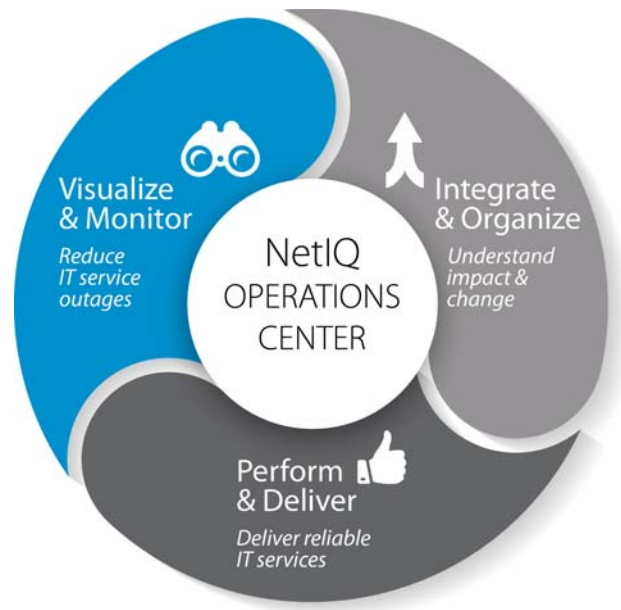 Visualize
& Monitor
Reduce
IT service
outages
Integrate
& Organize
Understand
impact &
change
NetIQ
OPERATIONS
CENTER
Perform
& Deliver
Deliver reliable
IT services